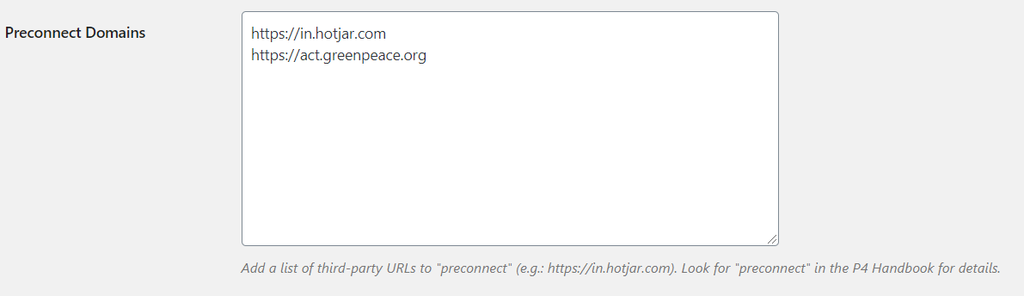 Preconnect Domains
https://in.hotjar.com
https://act.greenpeace.org
Add a list of third-party URLs to "preconnect" (e.g.: https://in.hotjar.com). Look for "preconnect" in the P4 Handbook for details.